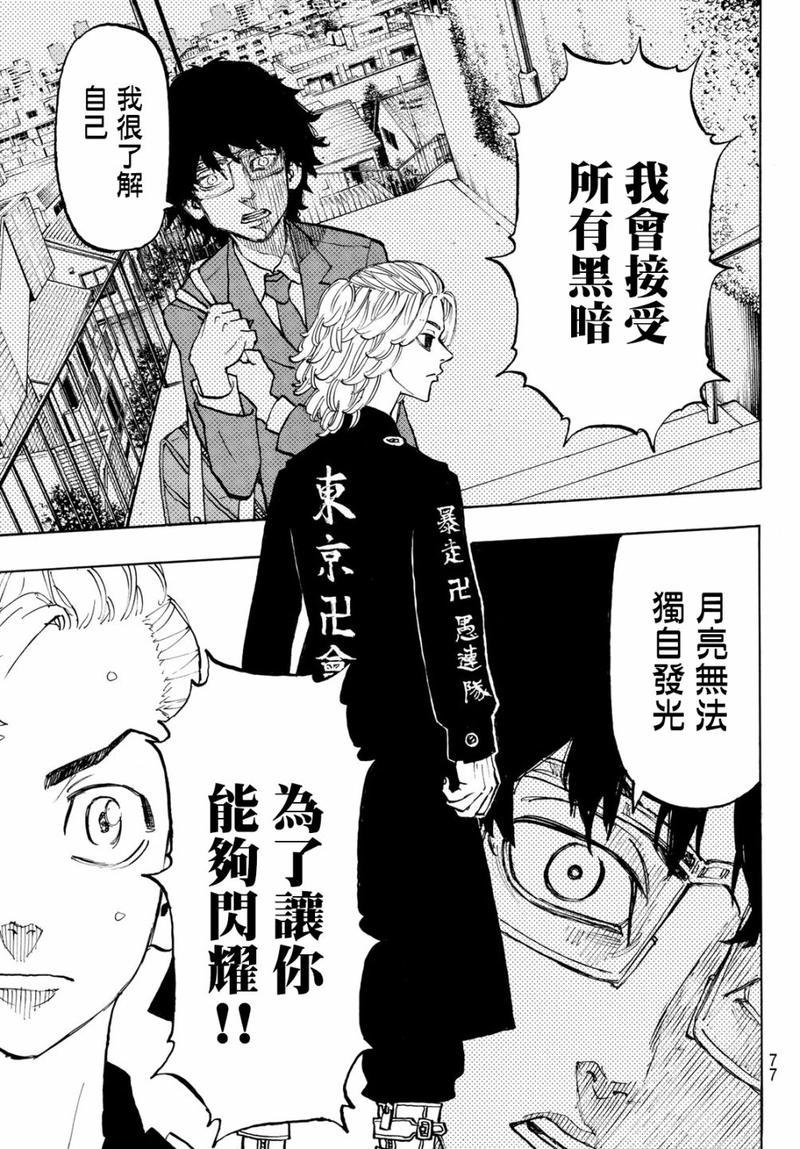 我會接受
所有黑暗
我很了解
自己
東京卍會
暴走卍愚連隊
月亮無法
獨自發光
為了讓你
能夠閃耀!!
77